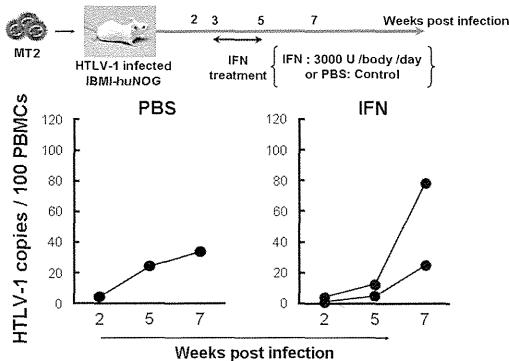 2 3 5 7 Weeks post infection
MT2
HTLV-1 infected
IBMI-huNOG
IFN
treatment
IFN : 3000 U /body /day
or PBS: Control
PBS
IFN
HTLV-1 copies / 100 PBMCs
120
100
80
60
40
20
0
2 5 7
120
100
80
60
40
20
0
2 5 7
Weeks post infection